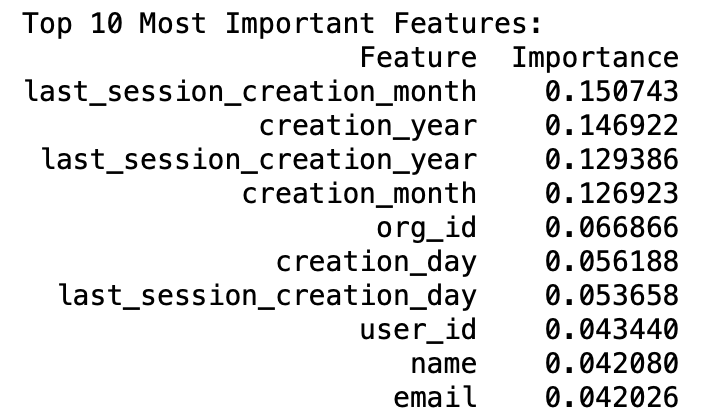 Top 10 Most Important Features:
Feature Importance
last_session_creation_month 0.150743
creation_year 0.146922
last_session_creation_year 0.129386
creation_month 0.126923
org_id 0.066866
creation_day 0.056188
last_session_creation_day 0.053658
user_id 0.043440
name 0.042080
email 0.042026